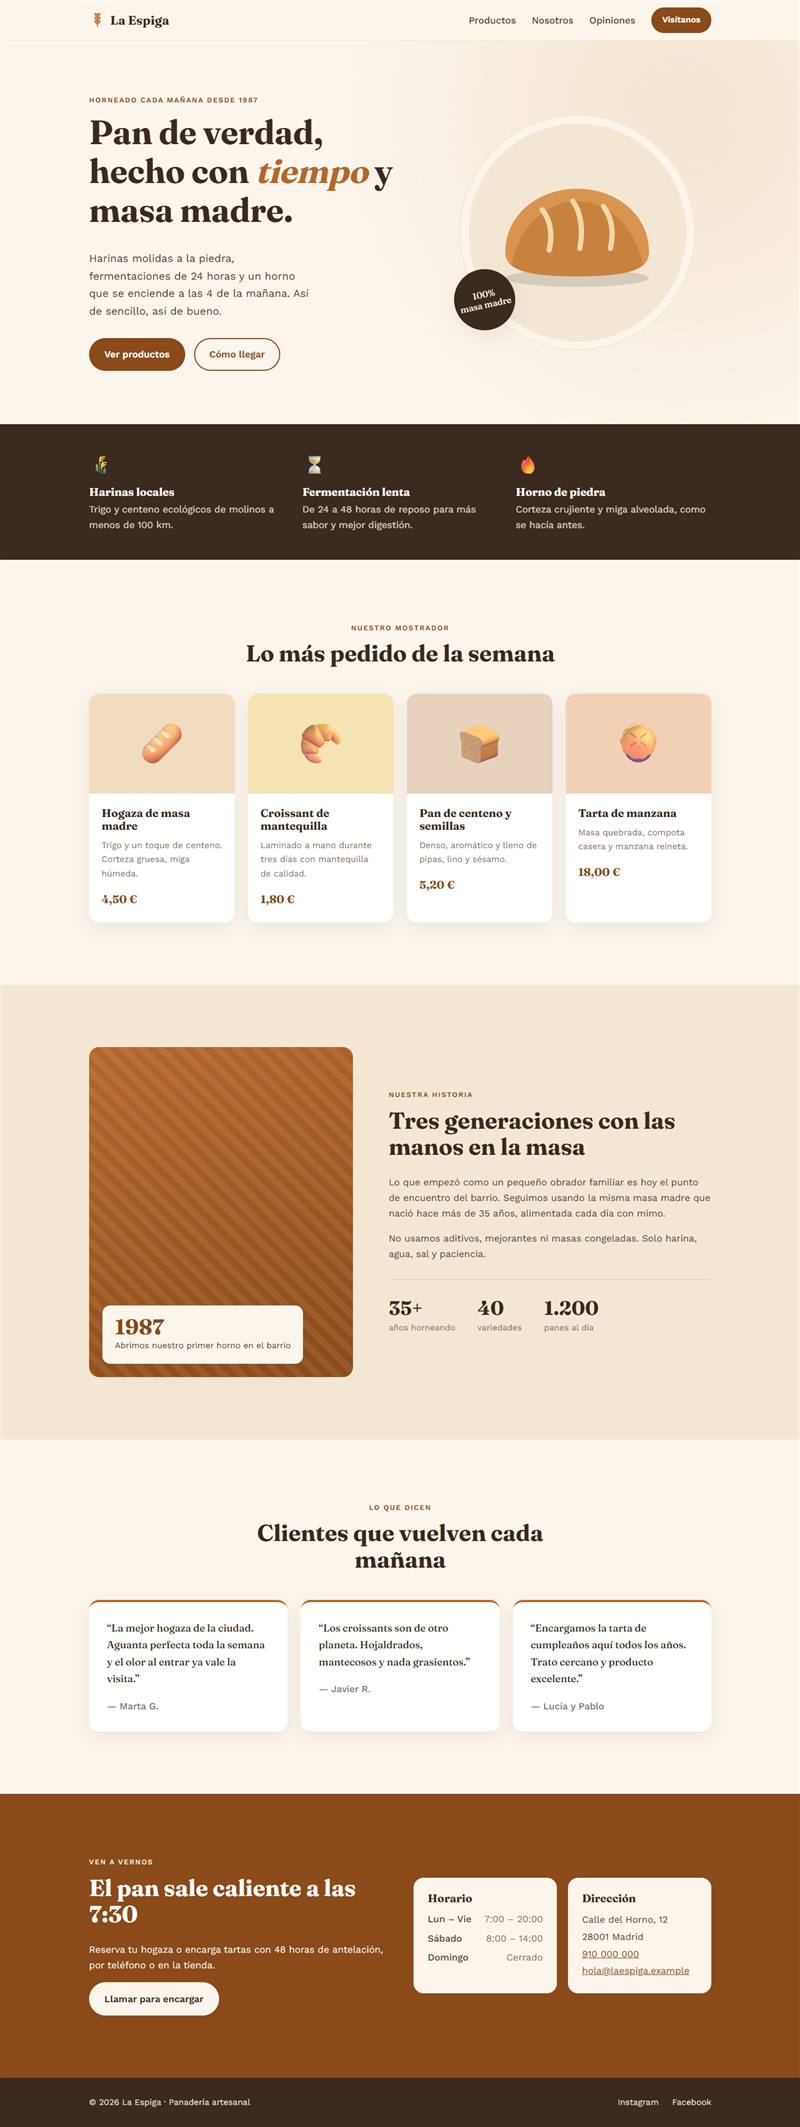 La Espiga
Productos
Nosotros
Opiniones
Visítanos
HORNEADO CADA MAÑANA DESDE 1987
Pan de verdad,
hecho con tiempo y
masa madre.
Harinas molidas a la piedra,
fermentaciones de 24 horas y un horno
que se enciende a las 4 de la mañana. Así
de sencillo, así de bueno.
Ver productos
Cómo llegar
100%
masa madre
Harinas locales
Trigo y centeno ecológicos de molinos a
menos de 100 km.
Fermentación lenta
De 24 a 48 horas de reposo para más
sabor y mejor digestión.
Horno de piedra
Corteza crujiente y miga alveolada, como
se hacía antes.
NUESTRO MOSTRADOR
Lo más pedido de la semana
Hogaza de masa
madre
Trigo y un toque de centeno.
Corteza gruesa, miga
húmeda.
4,50 €
Croissant de
mantequilla
Laminado a mano durante
tres días con mantequilla
de calidad.
1,80 €
Pan de centeno y
semillas
Denso, aromático y lleno de
pipas, lino y sésamo.
5,20 €
Tarta de manzana
Masa quebrada, compota
casera y manzana reineta.
18,00 €
1987
Abrimos nuestro primer horno en el barrio
NUESTRA HISTORIA
Tres generaciones con las
manos en la masa
Lo que empezó como un pequeño obrador familiar es hoy el punto
de encuentro del barrio. Seguimos usando la misma masa madre que
nació hace más de 35 años, alimentada cada día con mimo.
No usamos aditivos, mejorantes ni masas congeladas. Solo harina,
agua, sal y paciencia.
35+
años horneando
40
variedades
1.200
panes al día
LO QUE DICEN
Clientes que vuelven cada
mañana
“La mejor hogaza de la ciudad.
Aguanta perfecta toda la semana
y el olor al entrar ya vale la
visita.”
— Marta G.
“Los croissants son de otro
planeta. Hojaldrados,
mantecosos y nada grasientos.”
— Javier R.
“Encargamos la tarta de
cumpleaños aquí todos los años.
Trato cercano y producto
excelente.”
— Lucía y Pablo
VEN A VERNOS
El pan sale caliente a las
7:30
Reserva tu hogaza o encarga tartas con 48 horas de antelación,
por teléfono o en la tienda.
Llamar para encargar
Horario
Lun – Vie 7:00 – 20:00
Sábado 8:00 – 14:00
Domingo Cerrado
Dirección
Calle del Horno, 12
28001 Madrid
910 000 000
hola@laespiga.example
© 2026 La Espiga · Panadería artesanal
Instagram
Facebook